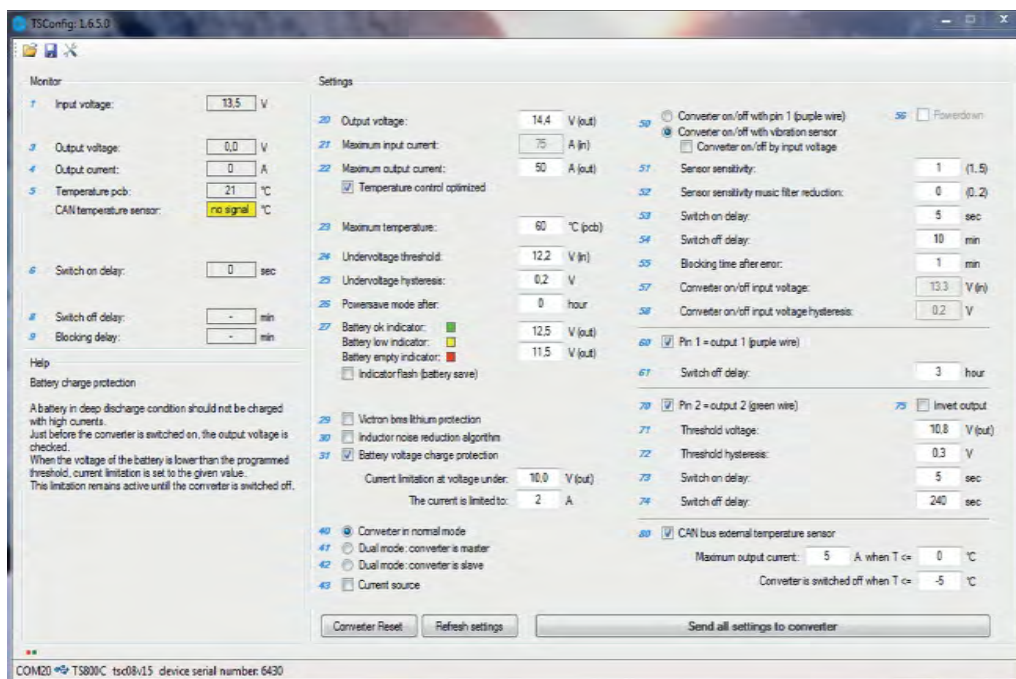 TSConfig: 1.6.5.0
Monitor
1 Input voltage: 13,5 V
3 Output voltage: 0,0 V
4 Output current: 0 A
5 Temperature pcb: 21 °C
CAN temperature sensor: no signal °C
6 Switch on delay: 0 sec
8 Switch off delay: - min
9 Blocking delay: - min
Help
Battery charge protection
A battery in deep discharge condition should not be charged
with high currents.
Just before the converter is switched on, the output voltage is
checked.
When the voltage of the battery is lower than the programmed
threshold, current limitation is set to the given value.
This limitation remains active until the converter is switched off.
Settings
20 Output voltage: 14,4 V (out)
21 Maximum input current: 75 A (in)
22 Maximum output current: 50 A (out)
Temperature control optimized
23 Maximum temperature: 60 °C (pcb)
24 Undervoltage threshold: 12,2 V (in)
25 Undervoltage hysteresis: 0,2 V
26 Powersave mode after: 0 hour
27 Battery ok indicator: 12,5 V (out)
Battery low indicator:
Battery empty indicator: 11,5 V (out)
Indicator flash (battery save)
29 Victron bms lithium protection
30 Inductor noise reduction algorithm
31 Battery voltage charge protection
Current limitation at voltage under: 10,0 V (out)
The current is limited to: 2 A
40 Converter in normal mode
41 Dual mode: converter is master
42 Dual mode: converter is slave
43 Current source
Converter Reset Refresh settings
50 Converter on/off with pin 1 (purple wire) 56 Powerdown
Converter on/off with vibration sensor
Converter on/off by input voltage
51 Sensor sensitivity: 1 (1..5)
52 Sensor sensitivity music filter reduction: 0 (0..2)
53 Switch on delay: 5 sec
54 Switch off delay: 10 min
55 Blocking time after error: 1 min
57 Converter on/off input voltage: 13.3 V (in)
58 Converter on/off input voltage hysteresis: 0.2 V
60 Pin 1 = output 1 (purple wire)
61 Switch off delay: 3 hour
70 Pin 2 = output 2 (green wire) 75 Invert output
71 Threshold voltage: 10,8 V (out)
72 Threshold hysteresis: 0,3 V
73 Switch on delay: 5 sec
74 Switch off delay: 240 sec
80 CAN bus external temperature sensor
Maximum output current: 5 A when T <= 0 °C
Converter is switched off when T <= -5 °C
Send all settings to converter
COM20 TS800C tsc08v15 device serial number: 6430